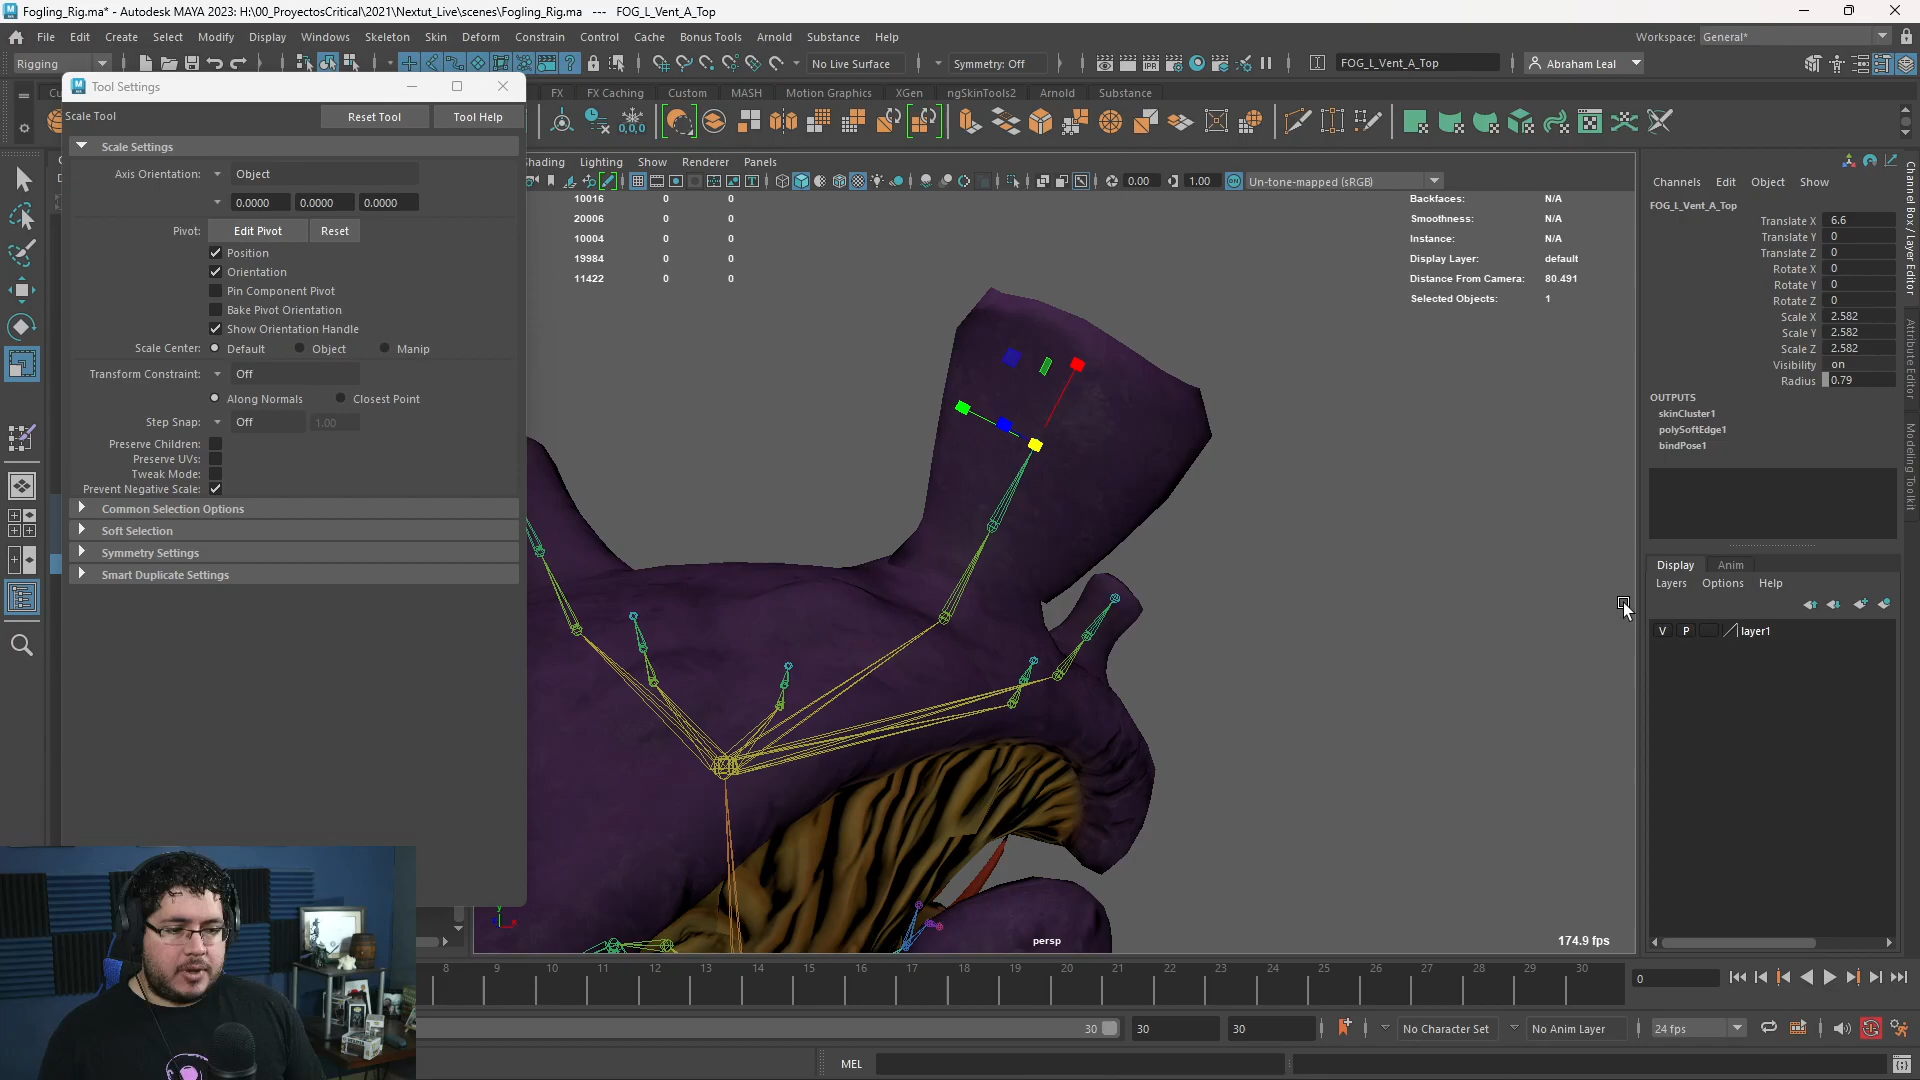 Fogling_Rig.ma* - Autodesk MAYA 2023: H:\00_ProyectosCritical\2021\Nextut_Live\scenes\Fogling_Rig.ma --- FOG_L_Vent_A_Top
File Edit Create Select Modify Display Windows Skeleton Skin Deform Constrain Control Cache Bonus Tools Arnold Substance Help
Workspace: General*
Rigging
No Live Surface
Symmetry: Off
FOG_L_Vent_A_Top
Abraham Leal
Tool Settings
FX FX Caching Custom MASH Motion Graphics XGen ngSkinTools2 Arnold Substance
Scale Tool
Reset Tool
Tool Help
Scale Settings
Axis Orientation: Object
0.0000 0.0000 0.0000
Pivot: Edit Pivot Reset
Position
Orientation
Pin Component Pivot
Bake Pivot Orientation
Show Orientation Handle
Scale Center: Default Object Manip
Transform Constraint: Off
Along Normals Closest Point
Step Snap: Off 1.00
Preserve Children:
Preserve UVs:
Tweak Mode:
Prevent Negative Scale:
Common Selection Options
Soft Selection
Symmetry Settings
Smart Duplicate Settings
hading Lighting Show Renderer Panels
0.00 1.00 Un-tone-mapped (sRGB)
10016 0 0
20006 0 0
10004 0 0
19984 0 0
11422 0 0
Backfaces: N/A
Smoothness: N/A
Instance: N/A
Display Layer: default
Distance From Camera: 80.491
Selected Objects: 1
persp
174.9 fps
Channels Edit Object Show
FOG_L_Vent_A_Top
Translate X 6.6
Translate Y 0
Translate Z 0
Rotate X 0
Rotate Y 0
Rotate Z 0
Scale X 2.582
Scale Y 2.582
Scale Z 2.582
Visibility on
Radius 0.79
OUTPUTS
skinCluster1
polySoftEdge1
bindPose1
Channel Box / Layer Editor
Attribute Editor
Modeling Toolkit
Display Anim
Layers Options Help
V P layer1
8 9 10 11 12 13 14 15 16 17 18 19 20 21 22 23 24 25 26 27 28 29 30
0
30 30 30
No Character Set
No Anim Layer
24 fps
MEL